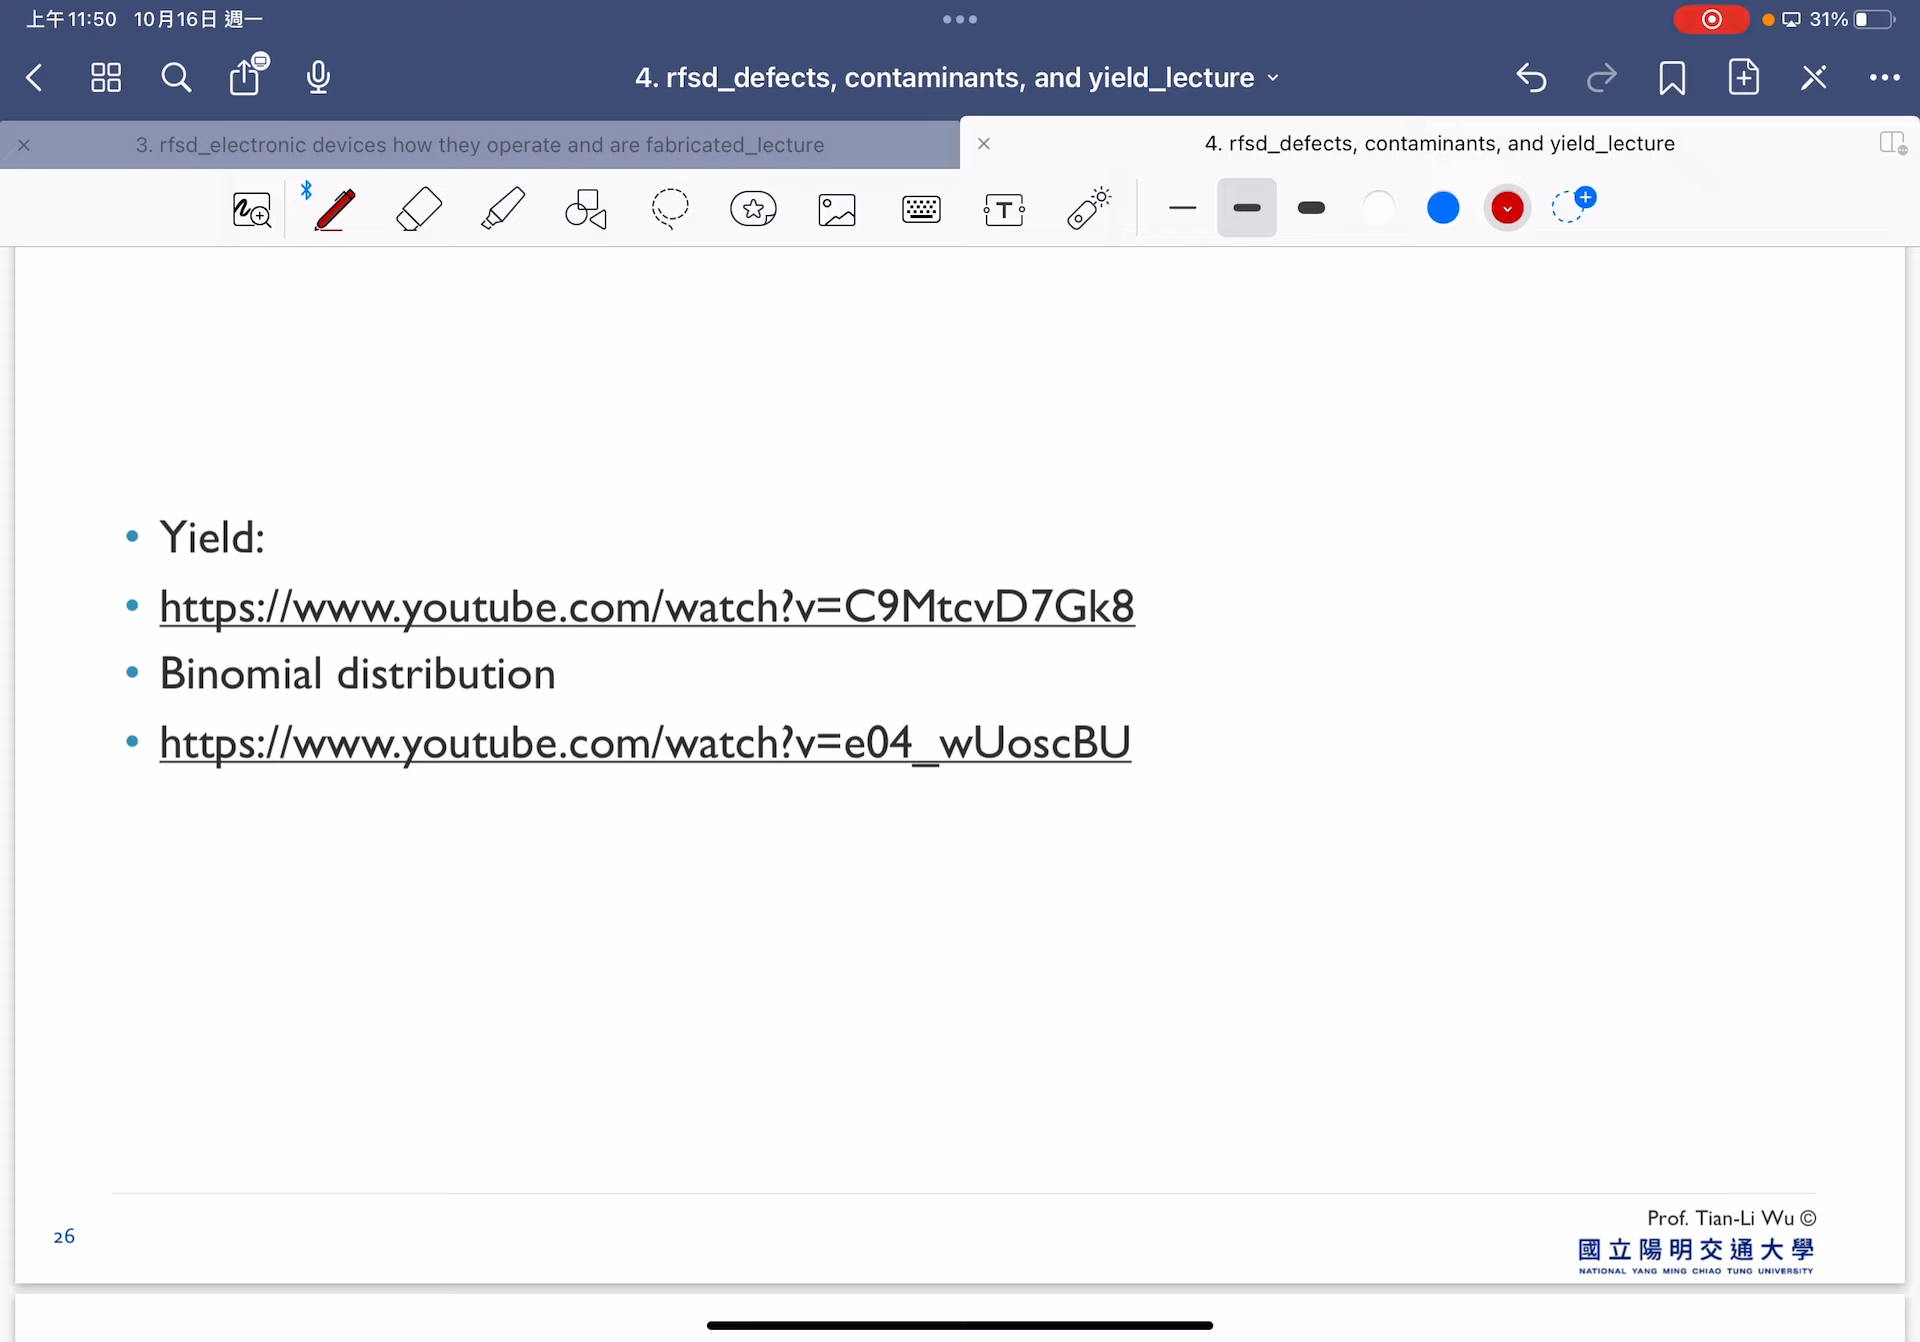 上午11:50 10月16日 週一
31%
4. rfsd_defects, contaminants, and yield_lecture
3. rfsd_electronic devices how they operate and are fabricated_lecture
4. rfsd_defects, contaminants, and yield_lecture
T
• Yield:
• https://www.youtube.com/watch?v=C9MtcvD7Gk8
• Binomial distribution
• https://www.youtube.com/watch?v=e04_wUoscBU
26
Prof. Tian-Li Wu ©
國立陽明交通大學
NATIONAL YANG MING CHIAO TUNG UNIVERSITY